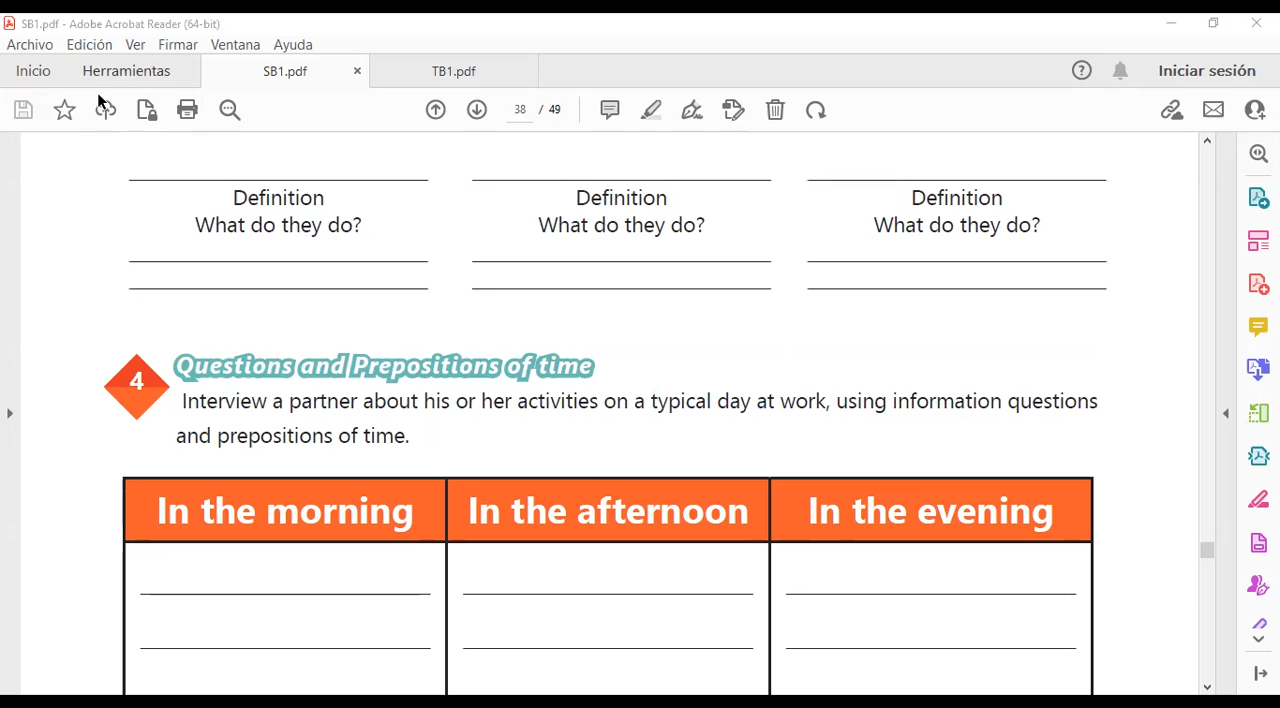 SB1.pdf - Adobe Acrobat Reader (64-bit)
Archivo Edición Ver Firmar Ventana Ayuda
Inicio Herramientas SB1.pdf × TB1.pdf Iniciar sesión
38 / 49
Definition Definition Definition
What do they do? What do they do? What do they do?
4 Questions and Prepositions of time
Interview a partner about his or her activities on a typical day at work, using information questions
and prepositions of time.
In the morning In the afternoon In the evening